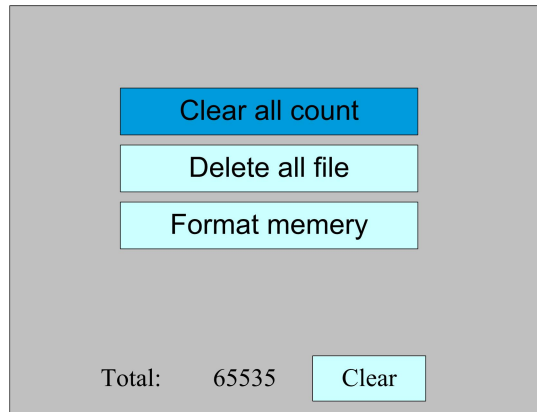 Clear all count
Delete all file
Format memery
Total: 65535 Clear